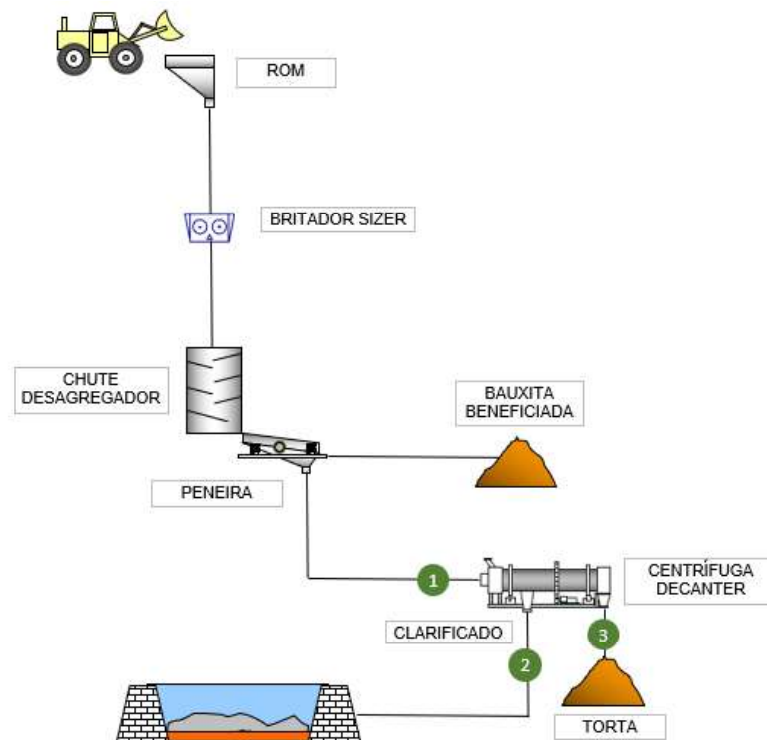 ROM
BRITADOR SIZER
CHUTE
DESAGREGADOR
BAUXITA
BENEFICIADA
PENEIRA
1
CENTRÍFUGA
DECANTER
CLARIFICADO
3
2
TORTA